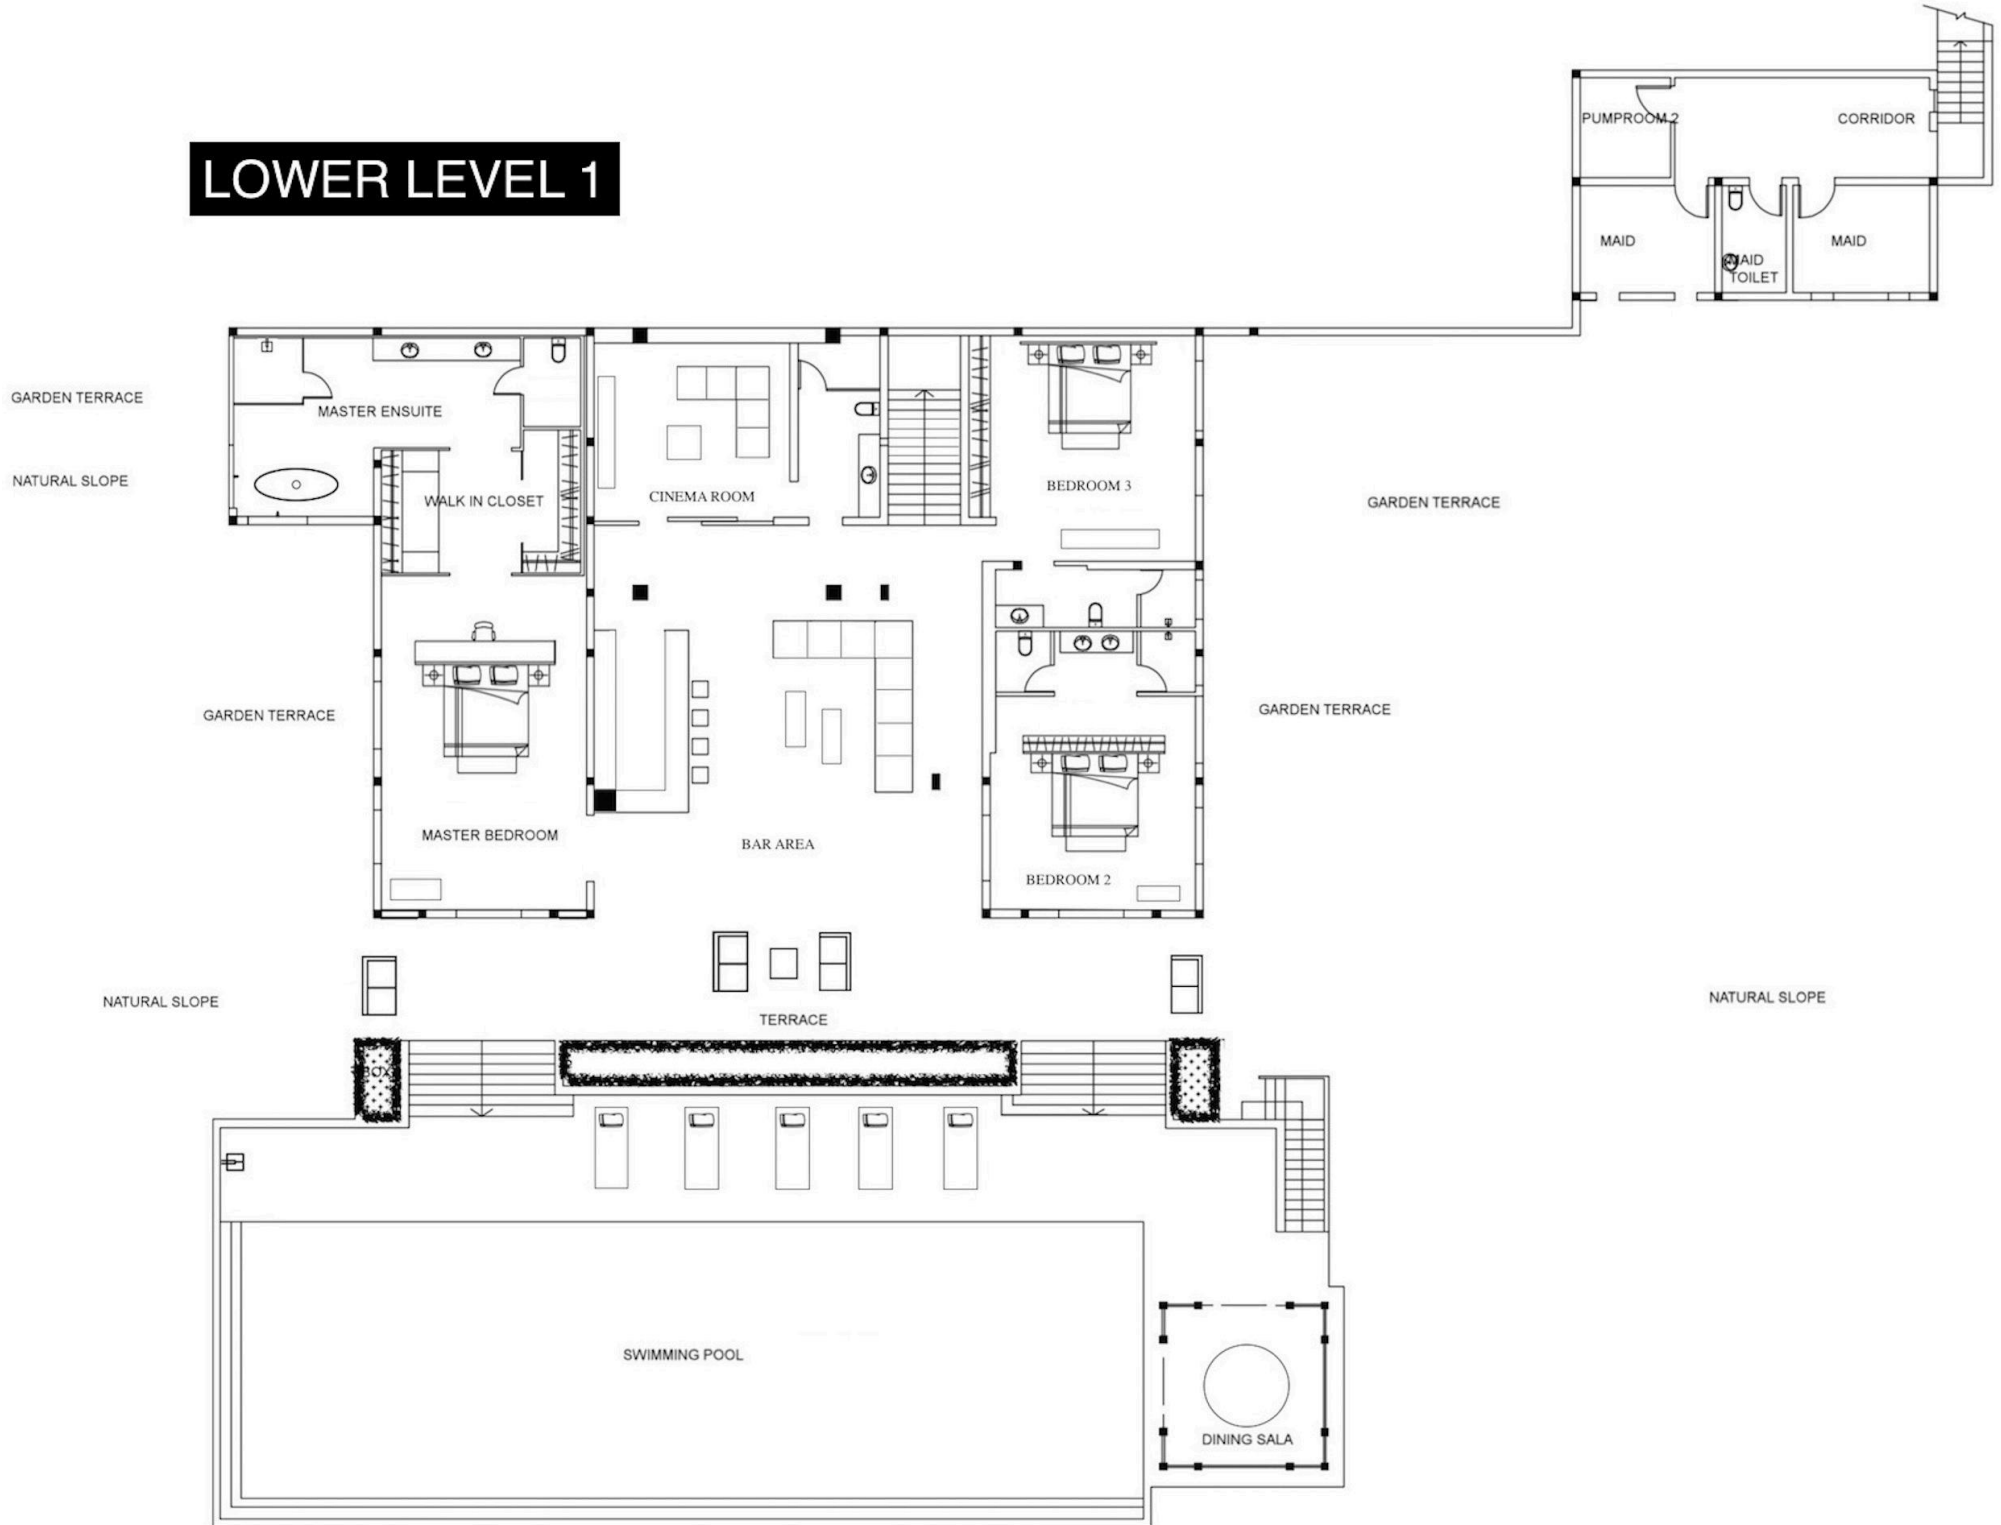 LOWER LEVEL 1
PUMPROOM 2
CORRIDOR
MAID
MAID
TOILET
MAID
GARDEN TERRACE
MASTER ENSUITE
NATURAL SLOPE
WALK IN CLOSET
CINEMA ROOM
BEDROOM 3
GARDEN TERRACE
GARDEN TERRACE
GARDEN TERRACE
MASTER BEDROOM
BAR AREA
BEDROOM 2
NATURAL SLOPE
TERRACE
NATURAL SLOPE
SWIMMING POOL
DINING SALA